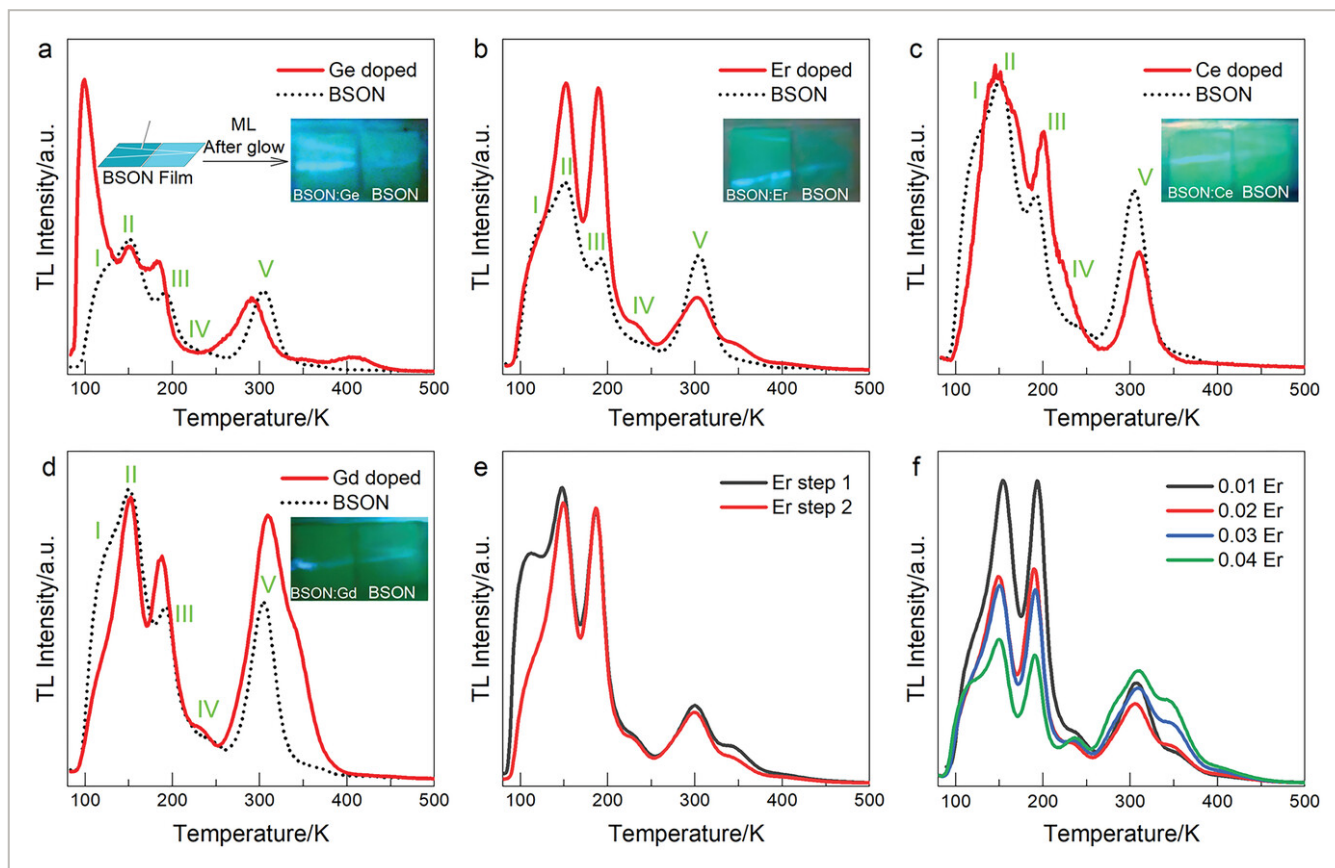 a
Ge doped
BSON
TL Intensity/a.u.
I
II
III
IV
V
ML
After glow
BSON Film
BSON:Ge
BSON
100 200 300 400 500
Temperature/K
b
Er doped
BSON
TL Intensity/a.u.
I
II
III
IV
V
BSON:Er
BSON
100 200 300 400 500
Temperature/K
c
Ce doped
BSON
TL Intensity/a.u.
I
II
III
IV
V
BSON:Ce
BSON
100 200 300 400 500
Temperature/K
d
Gd doped
BSON
TL Intensity/a.u.
I
II
III
IV
V
BSON:Gd
BSON
100 200 300 400 500
Temperature/K
e
Er step 1
Er step 2
TL Intensity/a.u.
100 200 300 400 500
Temperature/K
f
0.01 Er
0.02 Er
0.03 Er
0.04 Er
TL Intensity/a.u.
100 200 300 400 500
Temperature/K